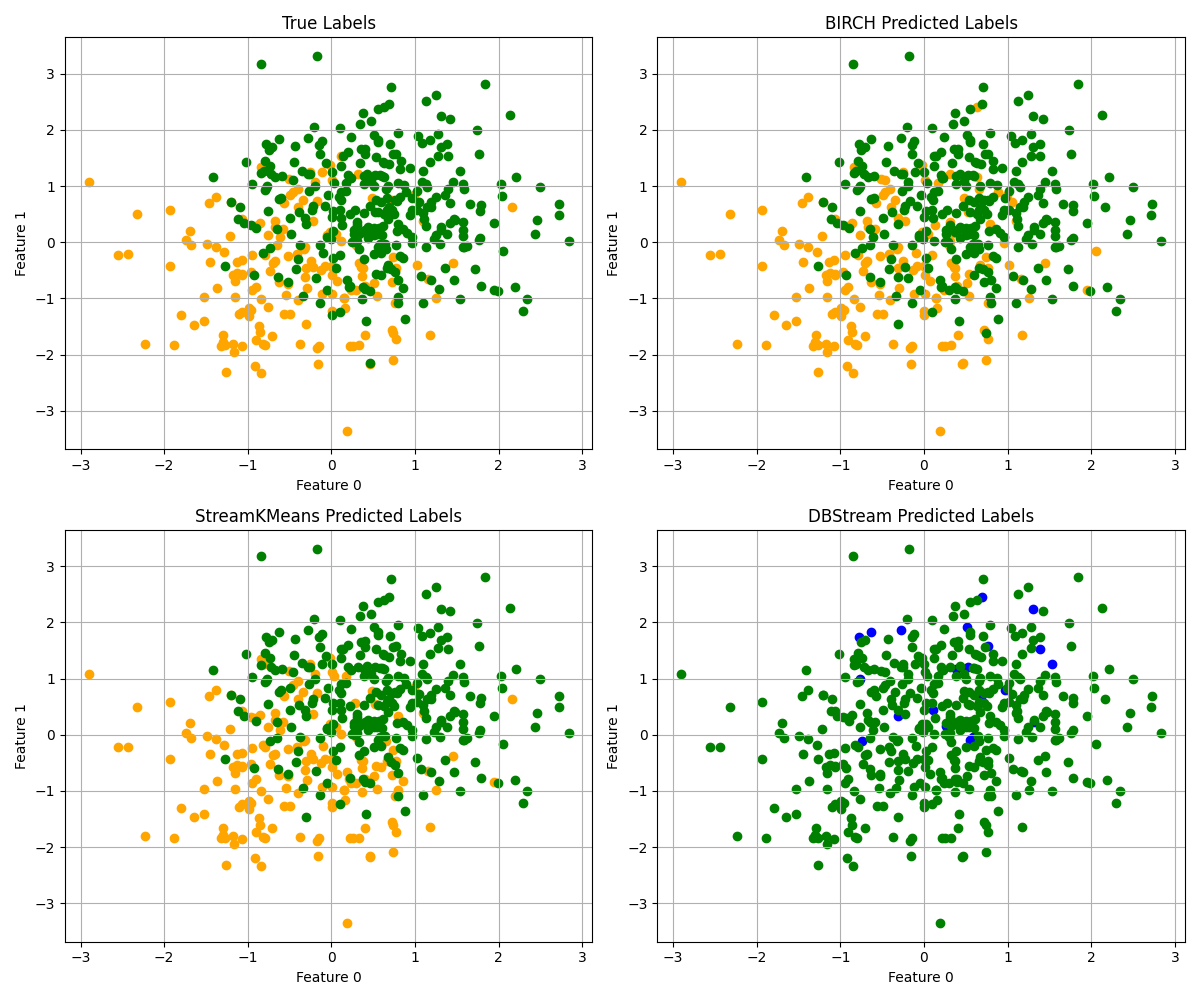 True Labels
3
2
1
0
−1
−2
−3
Feature 1
−3 −2 −1 0 1 2 3
Feature 0
BIRCH Predicted Labels
3
2
1
0
−1
−2
−3
Feature 1
−3 −2 −1 0 1 2 3
Feature 0
StreamKMeans Predicted Labels
3
2
1
0
−1
−2
−3
Feature 1
−3 −2 −1 0 1 2 3
Feature 0
DBStream Predicted Labels
3
2
1
0
−1
−2
−3
Feature 1
−3 −2 −1 0 1 2 3
Feature 0